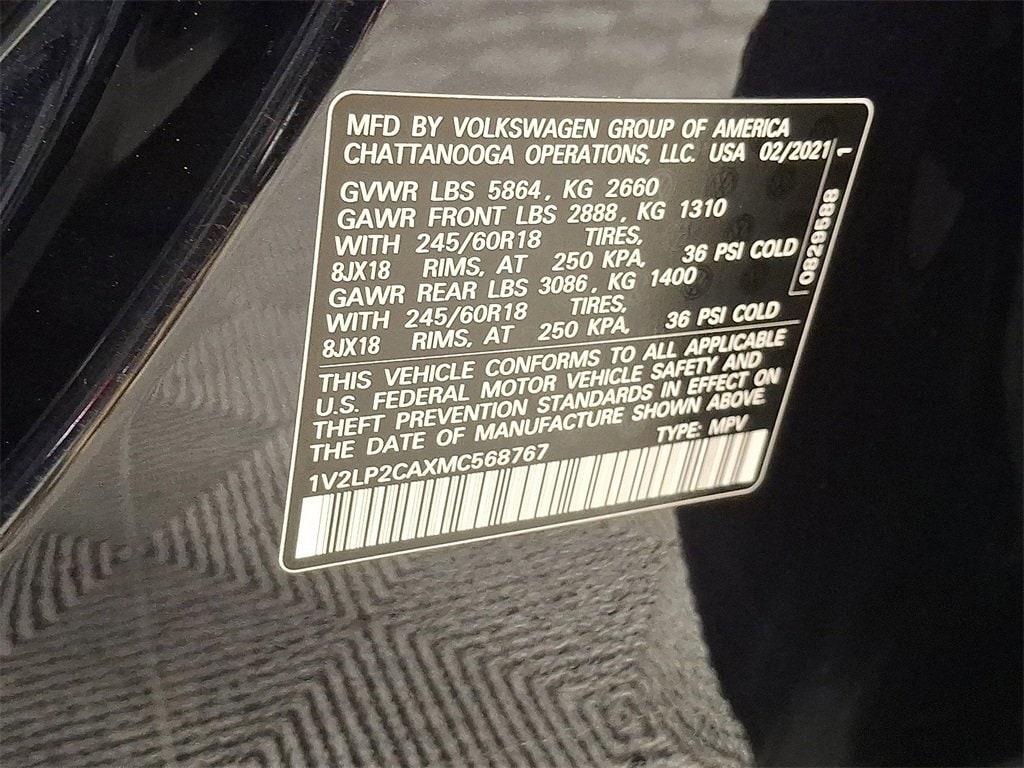 MFD BY VOLKSWAGEN GROUP OF AMERICA
CHATTANOOGA OPERATIONS, LLC. USA 02/2021
GVWR LBS 5864, KG 2660
GAWR FRONT LBS 2888, KG 1310
WITH 245/60R18 TIRES,
8JX18 RIMS, AT 250 KPA, 36 PSI COLD
GAWR REAR LBS 3086, KG 1400
WITH 245/60R18 TIRES,
8JX18 RIMS, AT 250 KPA, 36 PSI COLD
THIS VEHICLE CONFORMS TO ALL APPLICABLE
U.S. FEDERAL MOTOR VEHICLE SAFETY AND
THEFT PREVENTION STANDARDS IN EFFECT ON
THE DATE OF MANUFACTURE SHOWN ABOVE.
1V2LP2CAXMC568767 TYPE: MPV
1